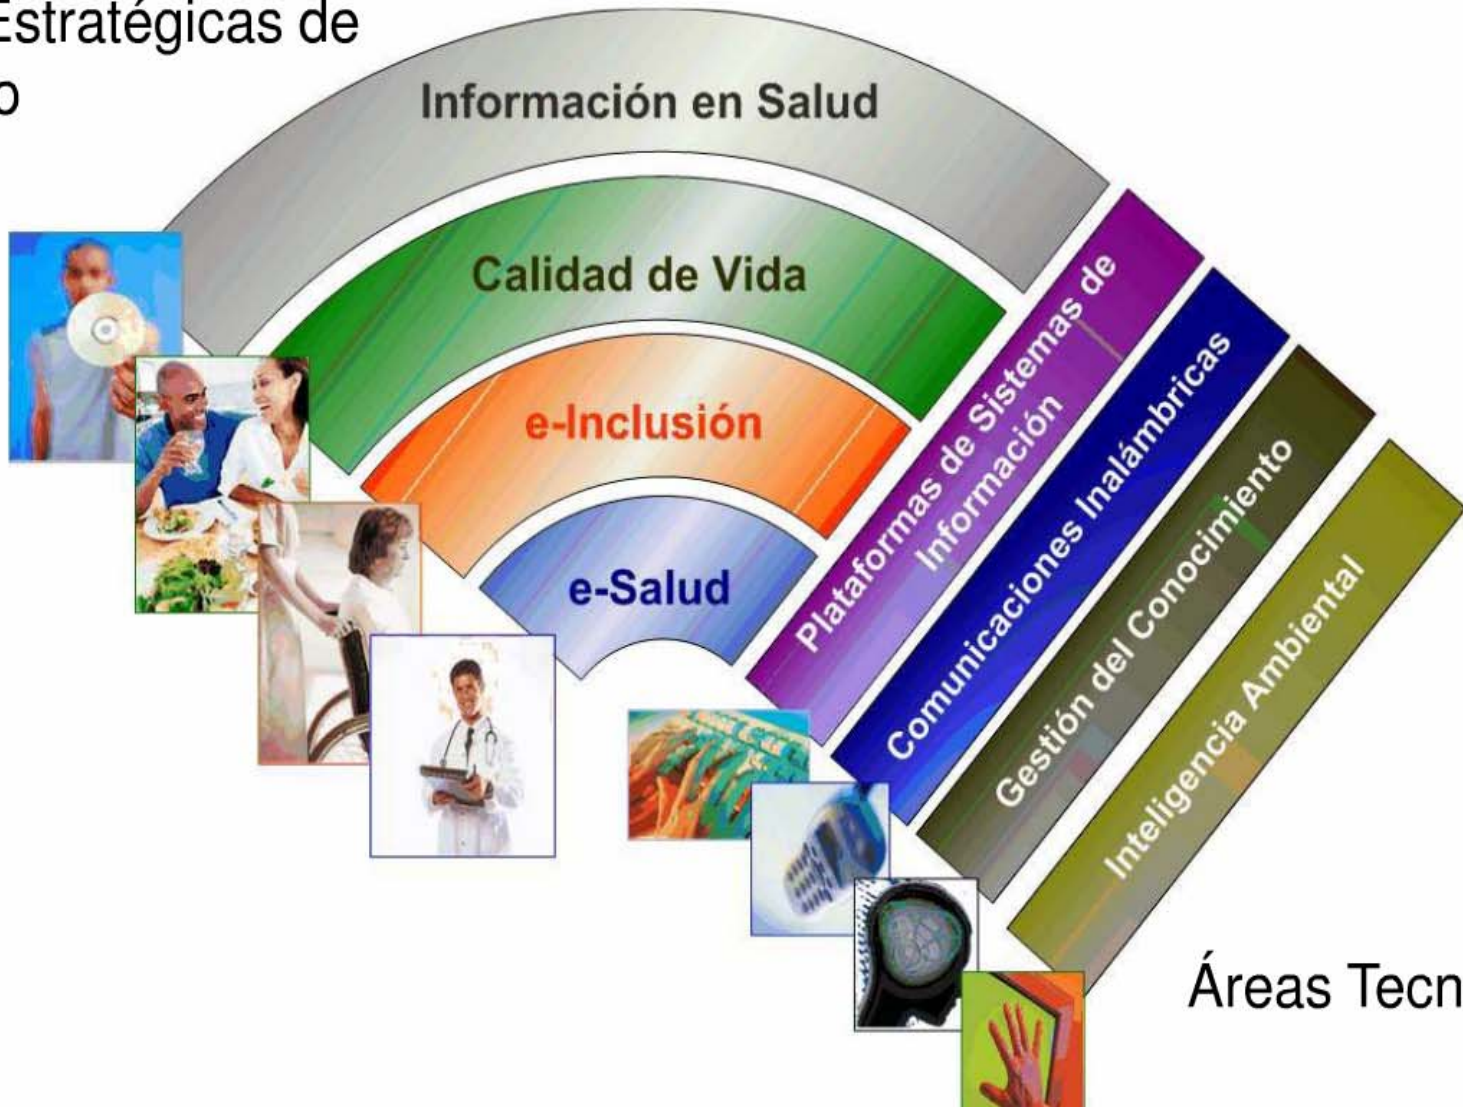 Estratégicas de
o
Información en Salud
Calidad de Vida
e-Inclusión
e-Salud
Plataformas de Sistemas de
Información
Comunicaciones Inalámbricas
Gestión del Conocimiento
Inteligencia Ambiental
Áreas Tecn